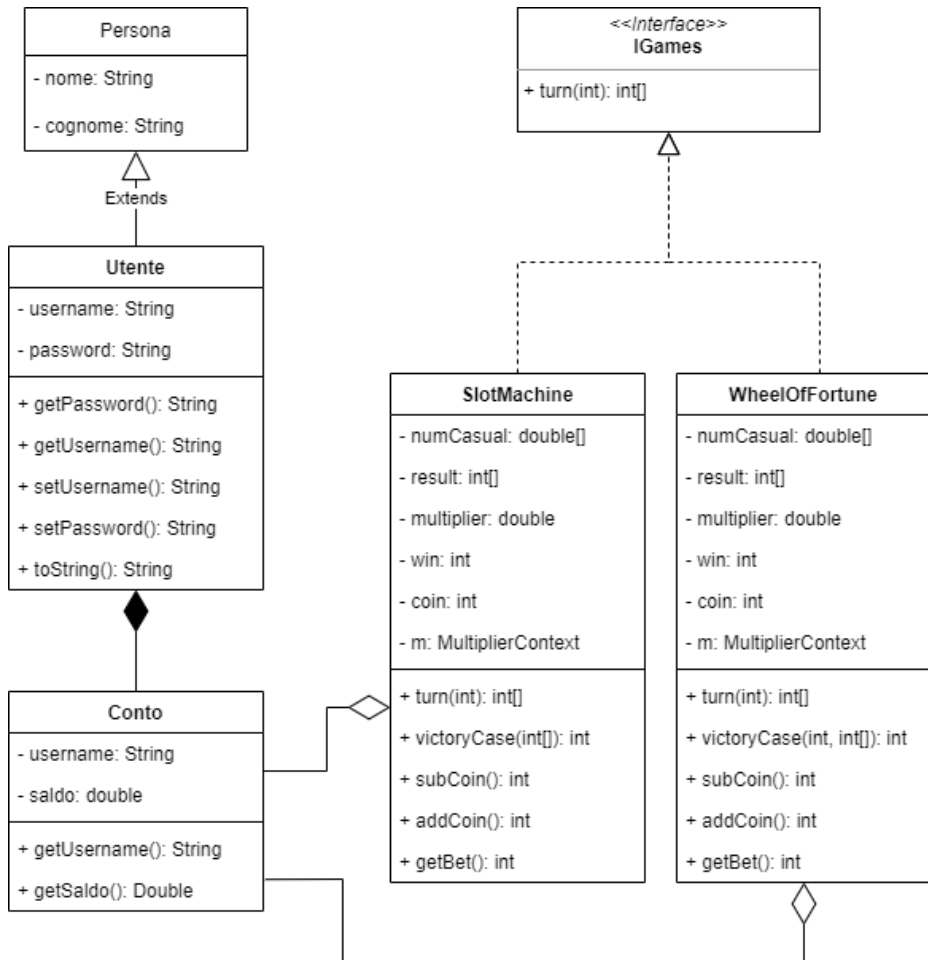 Persona
- nome: String
- cognome: String
Extends
Utente
- username: String
- password: String
+ getPassword(): String
+ getUsername(): String
+ setUsername(): String
+ setPassword(): String
+ toString(): String
Conto
- username: String
- saldo: double
+ getUsername(): String
+ getSaldo(): Double
<<Interface>>
IGames
+ turn(int): int[]
SlotMachine
- numCasual: double[]
- result: int[]
- multiplier: double
- win: int
- coin: int
- m: MultiplierContext
+ turn(int): int[]
+ victoryCase(int[]): int
+ subCoin(): int
+ addCoin(): int
+ getBet(): int
WheelOfFortune
- numCasual: double[]
- result: int[]
- multiplier: double
- win: int
- coin: int
- m: MultiplierContext
+ turn(int): int[]
+ victoryCase(int, int[]): int
+ subCoin(): int
+ addCoin(): int
+ getBet(): int